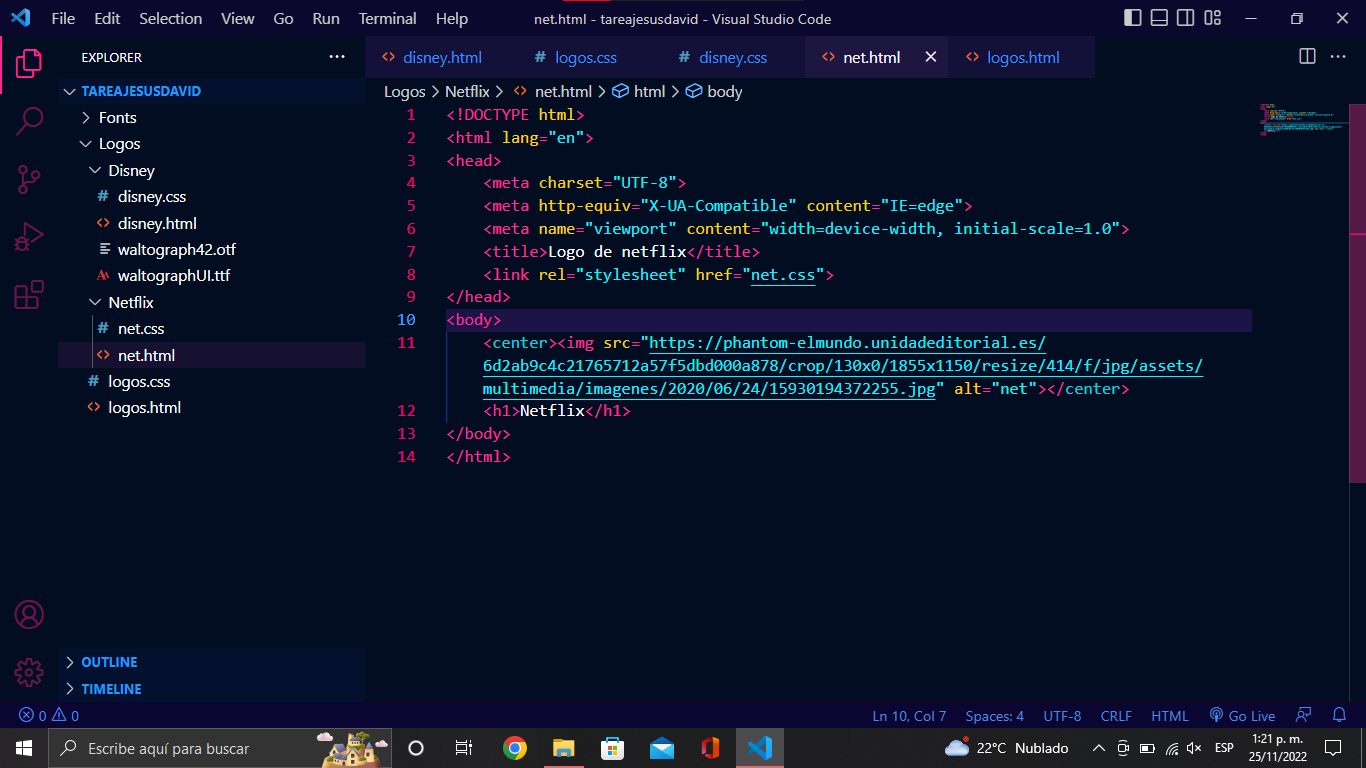 File Edit Selection View Go Run Terminal Help
net.html - tareajesusdavid - Visual Studio Code
EXPLORER
TAREAJESUSDAVID
Fonts
Logos
Disney
# disney.css
<> disney.html
waltograph42.otf
waltographUI.ttf
Netflix
# net.css
<> net.html
# logos.css
<> logos.html
OUTLINE
TIMELINE
<> disney.html # logos.css # disney.css <> net.html <> logos.html
Logos > Netflix > <> net.html > html > body
1 <!DOCTYPE html>
2 <html lang="en">
3 <head>
4 <meta charset="UTF-8">
5 <meta http-equiv="X-UA-Compatible" content="IE=edge">
6 <meta name="viewport" content="width=device-width, initial-scale=1.0">
7 <title>Logo de netflix</title>
8 <link rel="stylesheet" href="net.css">
9 </head>
10 <body>
11 <center><img src="https://phantom-elmundo.unidadeditorial.es/
6d2ab9c4c21765712a57f5dbd000a878/crop/130x0/1855x1150/resize/414/f/jpg/assets/
multimedia/imagenes/2020/06/24/15930194372255.jpg" alt="net"></center>
12 <h1>Netflix</h1>
13 </body>
14 </html>
0 0
Ln 10, Col 7 Spaces: 4 UTF-8 CRLF HTML Go Live
Escribe aquí para buscar
22°C Nublado
ESP
1:21 p. m.
25/11/2022